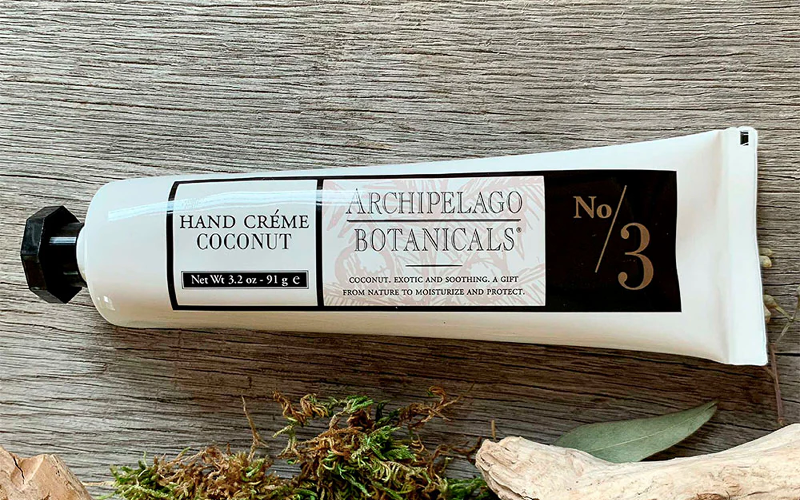 HAND CRÉME
COCONUT
Net Wt 3.2 oz - 91 g e
ARCHIPELAGO
BOTANICALS®
COCONUT. EXOTIC AND SOOTHING. A GIFT
FROM NATURE TO MOISTURIZE AND PROTECT.
No/3